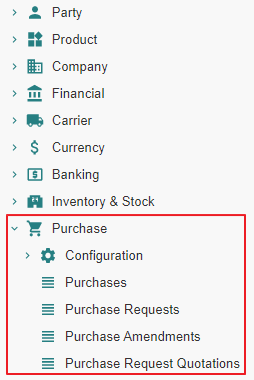 Party
Product
Company
Financial
Carrier
Currency
Banking
Inventory & Stock
Purchase
Configuration
Purchases
Purchase Requests
Purchase Amendments
Purchase Request Quotations